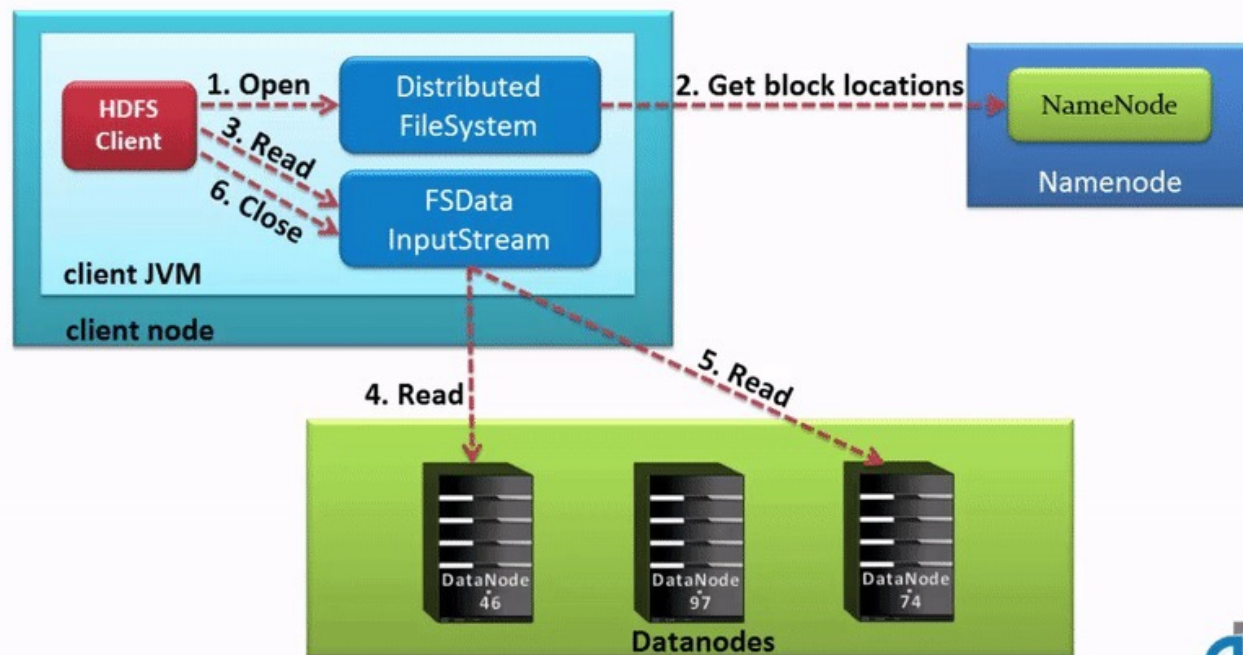 HDFS
Client
1. Open
Distributed
FileSystem
2. Get block locations
NameNode
Namenode
3. Read
6. Close
FSData
InputStream
client JVM
client node
4. Read
5. Read
DataNode
46
DataNode
97
DataNode
74
Datanodes